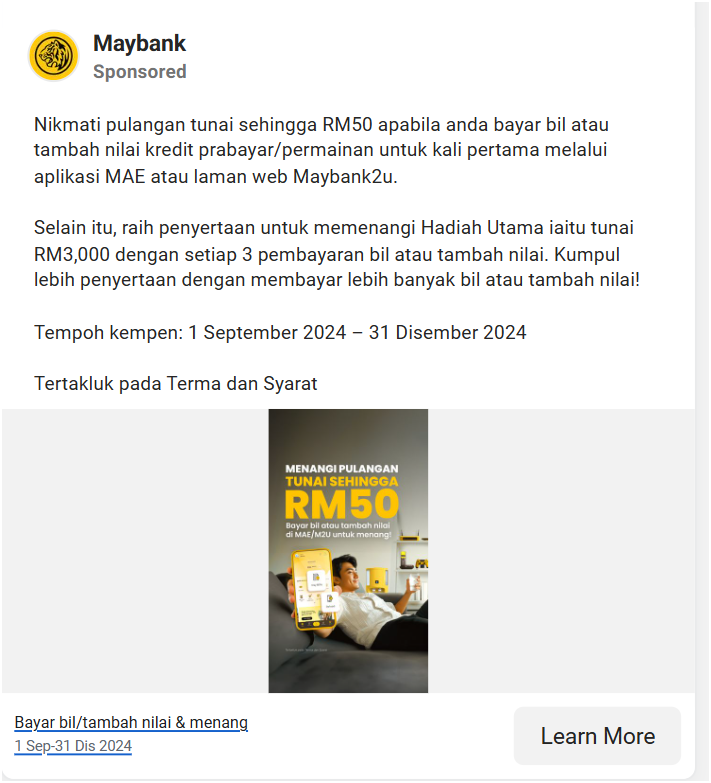 Maybank
Sponsored
Nikmati pulangan tunai sehingga RM50 apabila anda bayar bil atau
tambah nilai kredit prabayar/permainan untuk kali pertama melalui
aplikasi MAE atau laman web Maybank2u.
Selain itu, raih penyertaan untuk memenangi Hadiah Utama iaitu tunai
RM3,000 dengan setiap 3 pembayaran bil atau tambah nilai. Kumpul
lebih penyertaan dengan membayar lebih banyak bil atau tambah nilai!
Tempoh kempen: 1 September 2024 – 31 Disember 2024
Tertakluk pada Terma dan Syarat
MENANGI PULANGAN
TUNAI SEHINGGA
RM50
Bayar bil atau tambah nilai
di MAE/M2U untuk menang!
Bayar bil/tambah nilai & menang
1 Sep-31 Dis 2024
Learn More